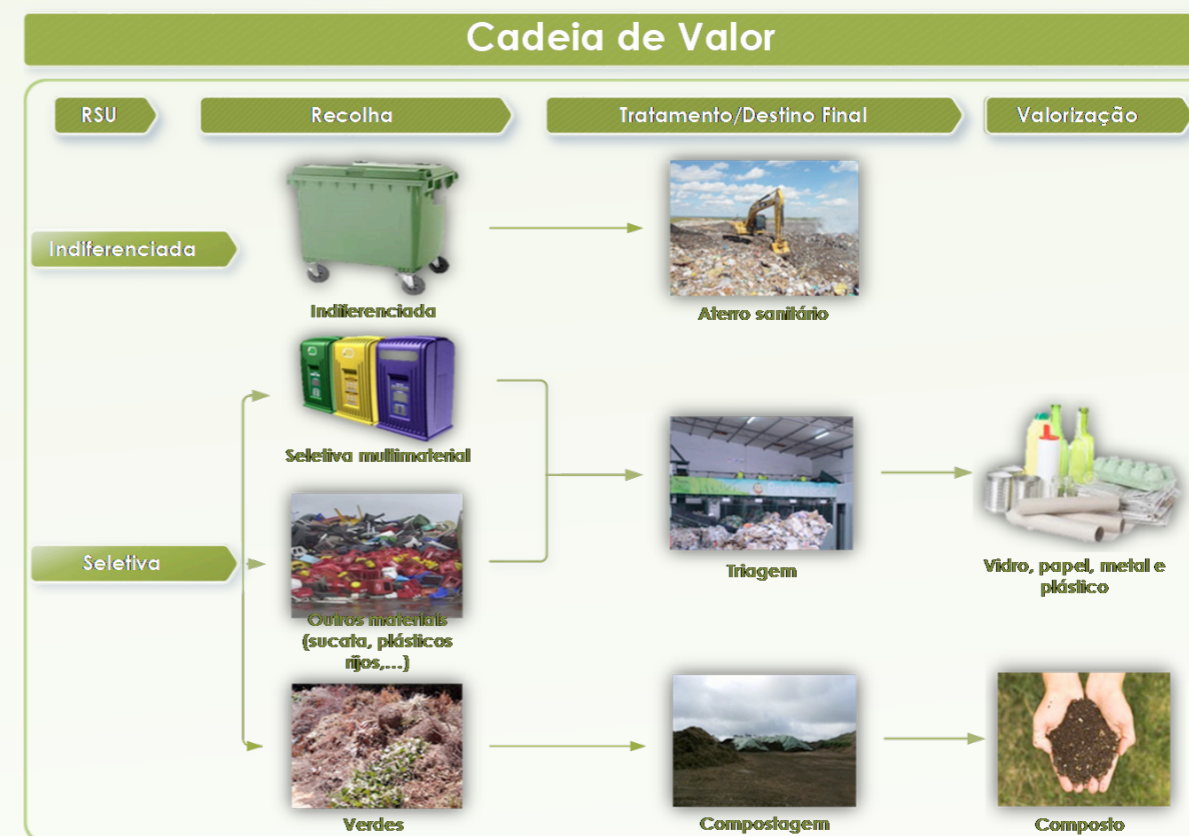 Cadeia de Valor
RSU
Recolha
Tratamento/Destino Final
Valorização
Indiferenciada
Indiferenciada
Aterro sanitário
Seletiva multimaterial
Seletiva
Outros materiais
(sucata, plásticos
rijos,...)
Triagem
Vidro, papel, metal e
plástico
Verdes
Compostagem
Composto